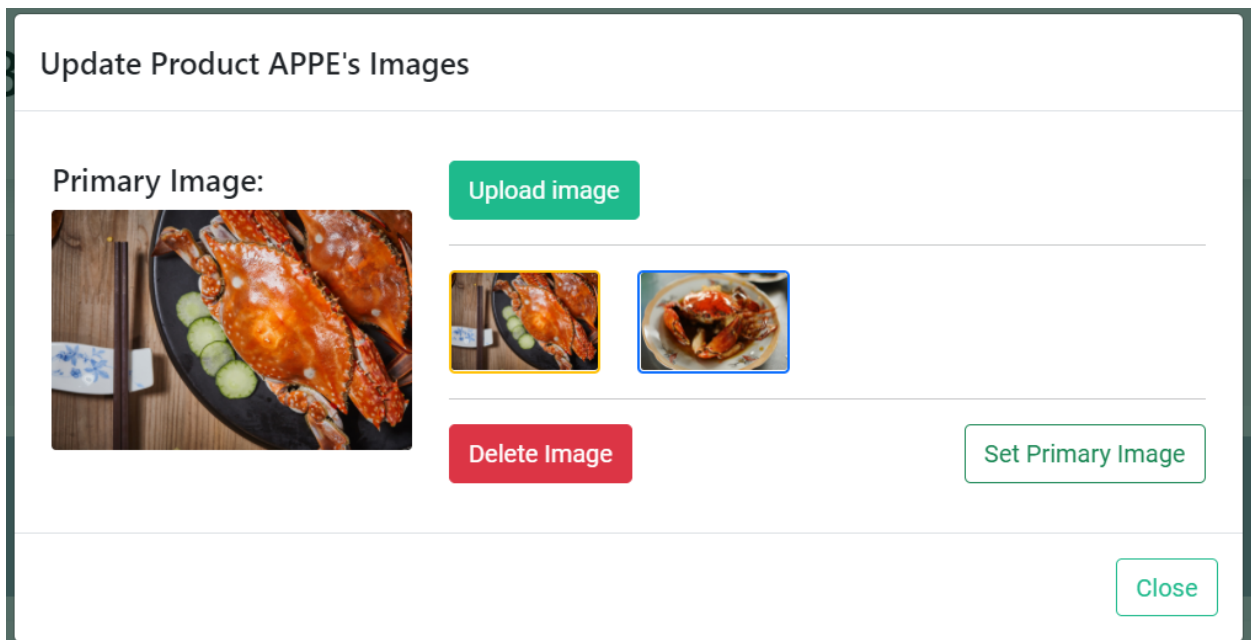 Update Product APPE's Images
Primary Image:
Upload image
Delete Image
Set Primary Image
Close